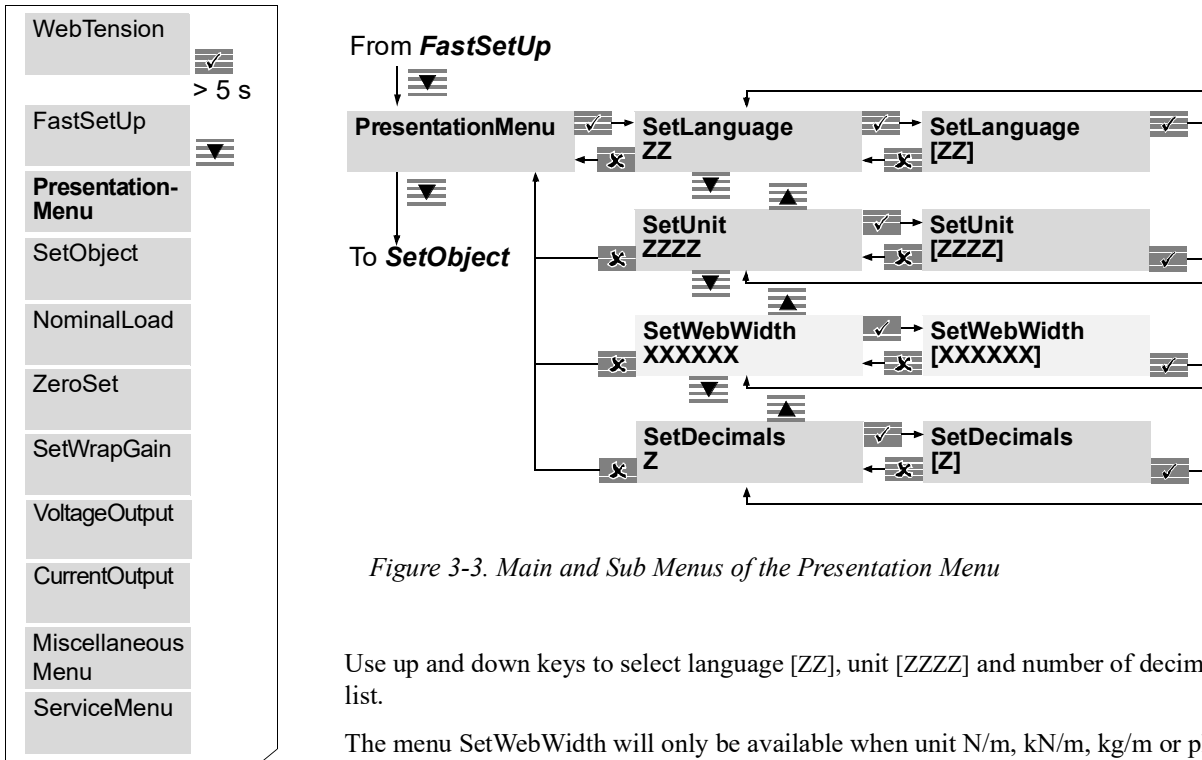 WebTension
> 5 s
FastSetUp
Presentation-
Menu
SetObject
NominalLoad
ZeroSet
SetWrapGain
VoltageOutput
CurrentOutput
Miscellaneous
Menu
ServiceMenu
From FastSetUp
PresentationMenu
SetLanguage
ZZ
SetLanguage
[ZZ]
To SetObject
SetUnit
ZZZZ
SetUnit
[ZZZZ]
SetWebWidth
XXXXXX
SetWebWidth
[XXXXXX]
SetDecimals
Z
SetDecimals
[Z]
Figure 3-3. Main and Sub Menus of the Presentation Menu
Use up and down keys to select language [ZZ], unit [ZZZZ] and number of
list.
The menu SetWebWidth will only be available when unit N/m, kN/m, kg/m or